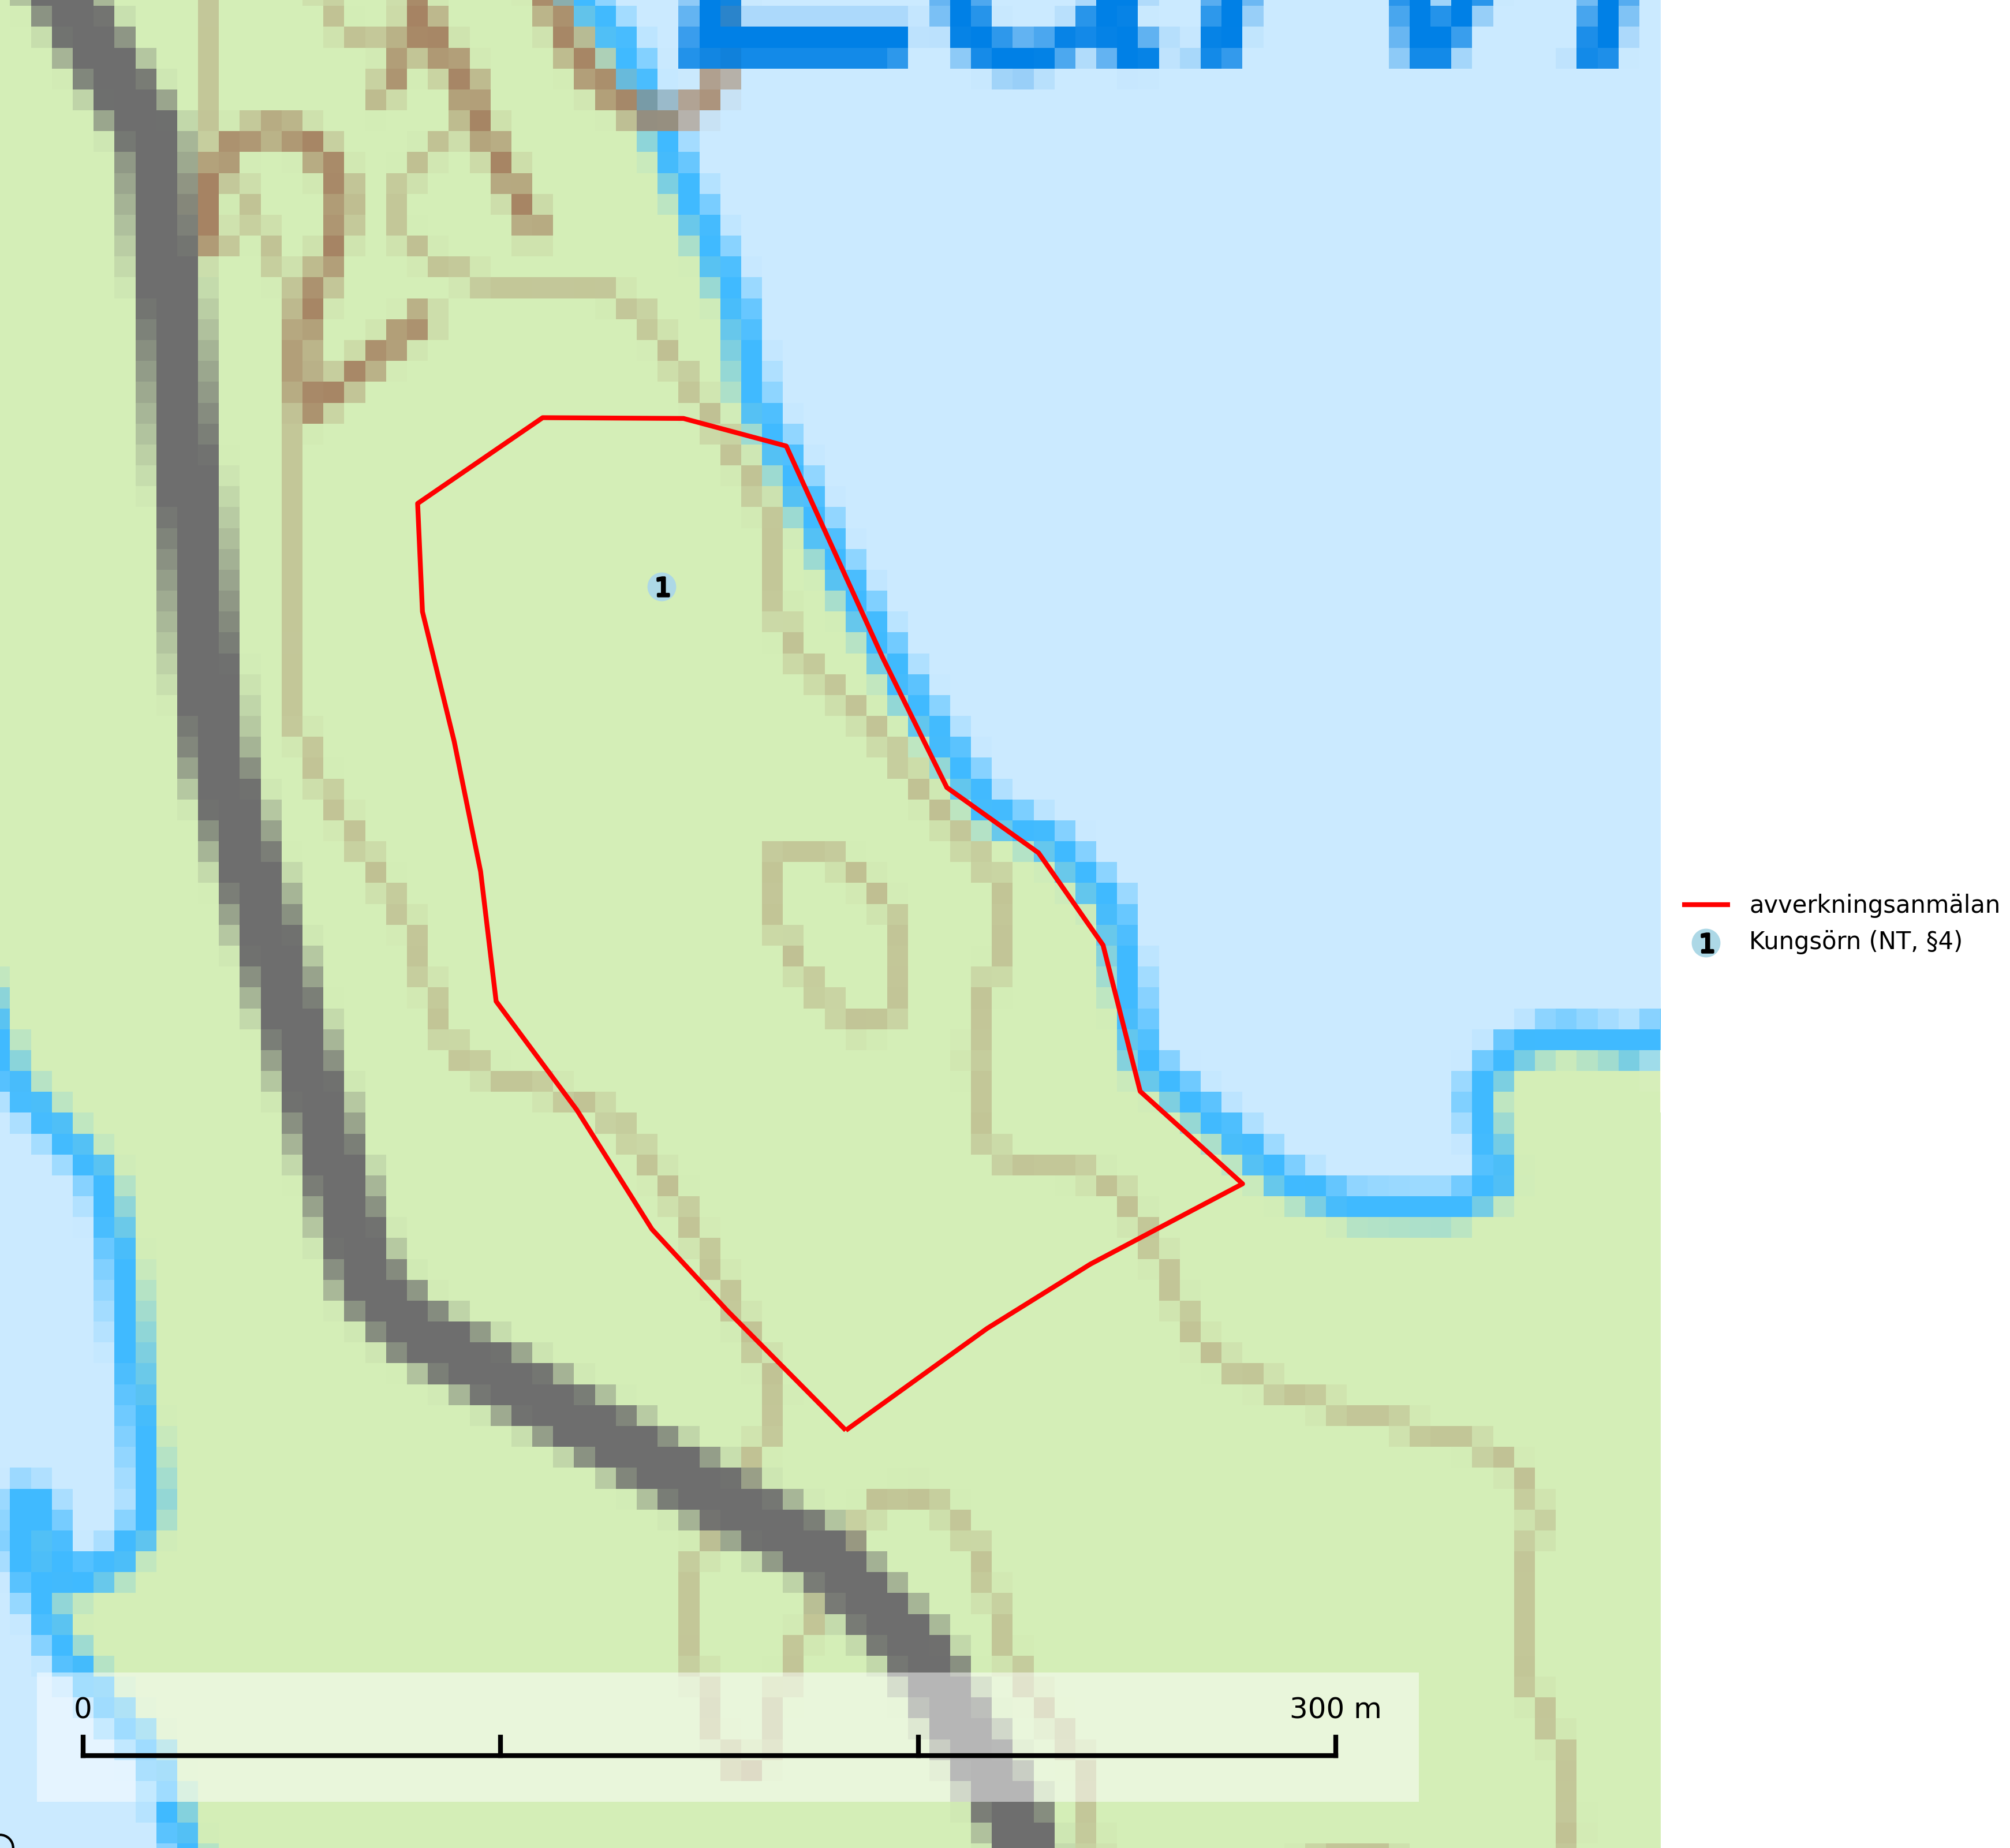 1
avverkningsanmälan
1 Kungsörn (NT, §4)
0 300 m